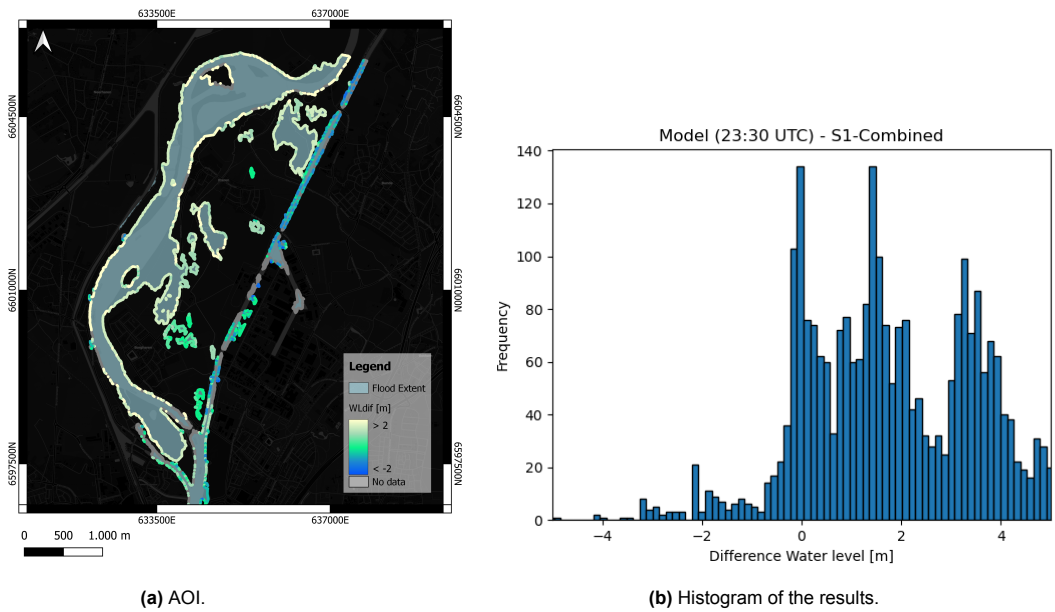 633500E
637000E
6604500N
6604500N
6601000N
6601000N
6597500N
6597500N
Legend
Flood Extent
WLdif [m]
> 2
< -2
No data
633500E
637000E
0 500 1.000 m
(a) AOI.
Model (23:30 UTC) - S1-Combined
140
120
100
80
60
40
20
0
Frequency
−4 −2 0 2 4
Difference Water level [m]
(b) Histogram of the results.